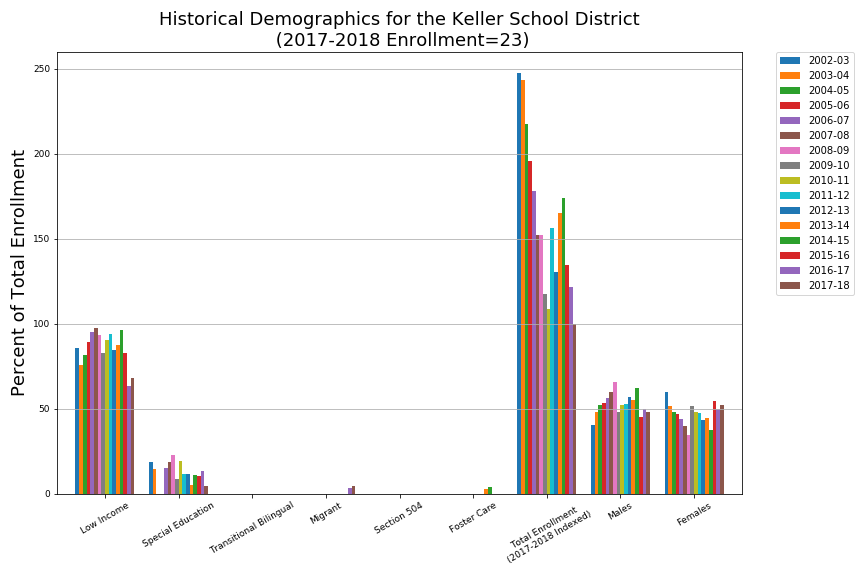 Historical Demographics for the Keller School District
(2017-2018 Enrollment=23)
Percent of Total Enrollment
250
200
150
100
50
0
Low Income
Special Education
Transitional Bilingual
Migrant
Section 504
Foster Care
Total Enrollment
(2017-2018 Indexed)
Males
Females
2002-03
2003-04
2004-05
2005-06
2006-07
2007-08
2008-09
2009-10
2010-11
2011-12
2012-13
2013-14
2014-15
2015-16
2016-17
2017-18